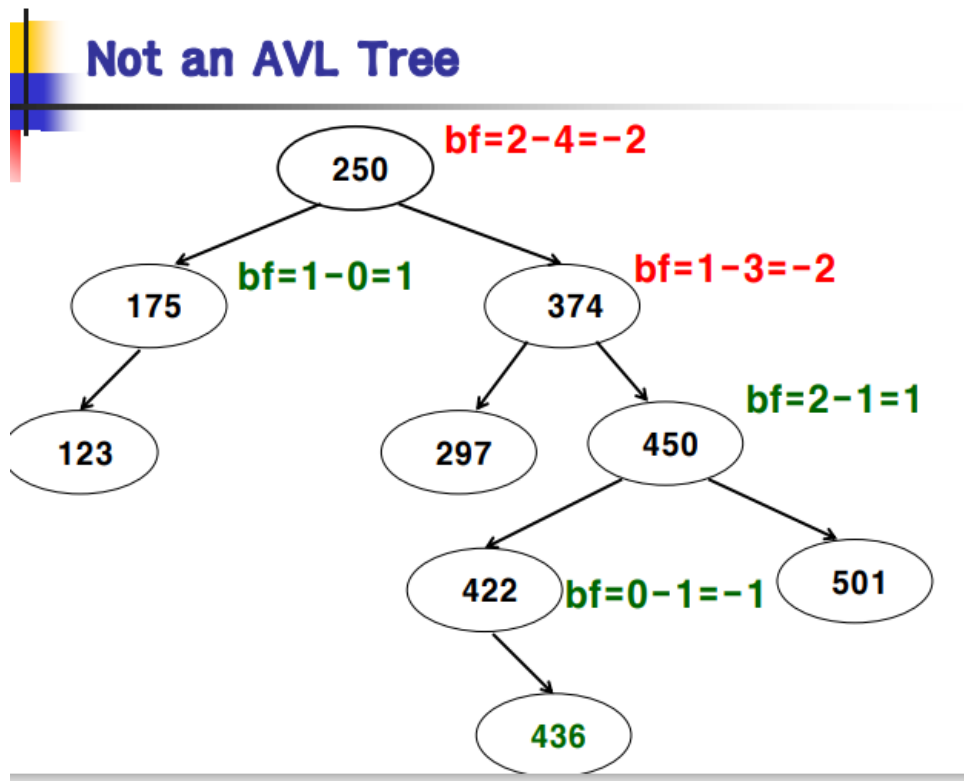 Not an AVL Tree
bf=2-4=-2
250
bf=1-0=1
bf=1-3=-2
175
374
bf=2-1=1
123
297
450
422
bf=0-1=-1
501
436